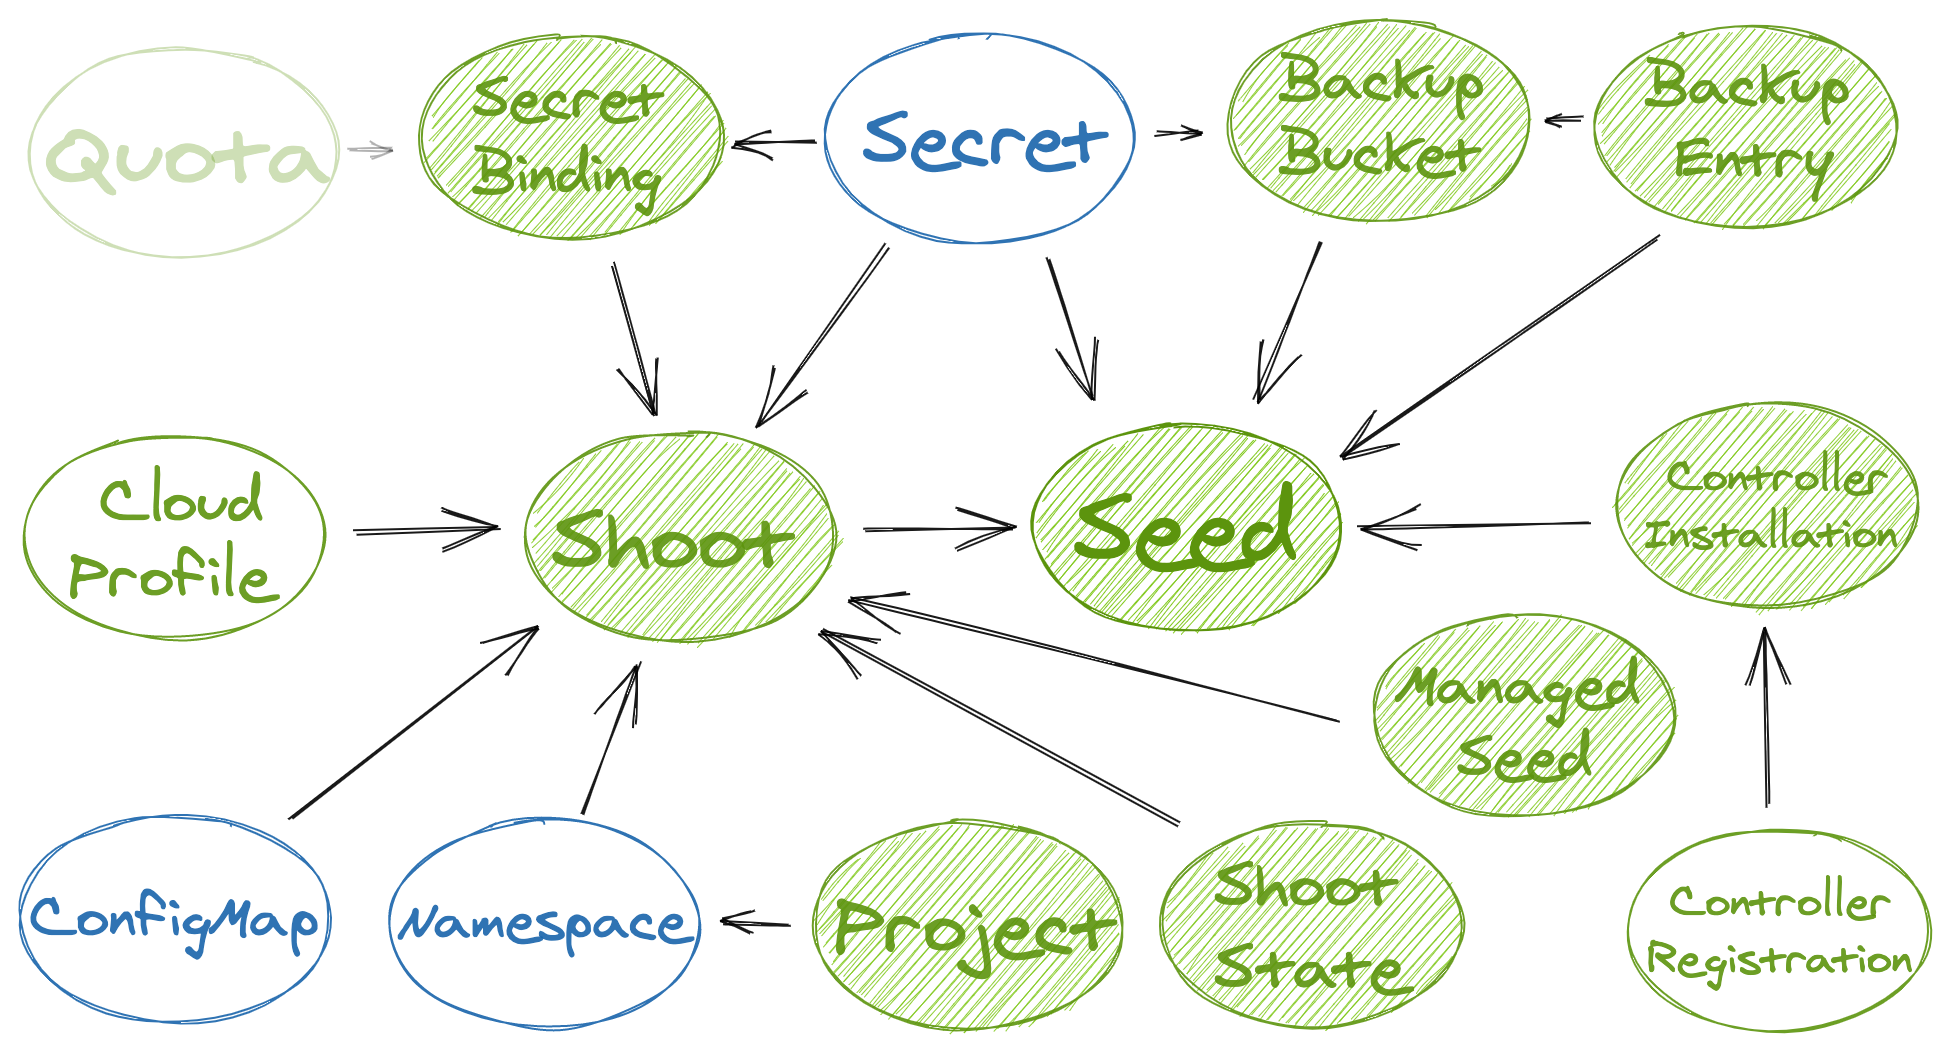 Quota
Secret
Binding
Secret
Backup
Bucket
Backup
Entry
Cloud
Profile
Shoot
Seed
Controller
Installation
Managed
Seed
ConfigMap
Namespace
Project
Shoot
State
Controller
Registration